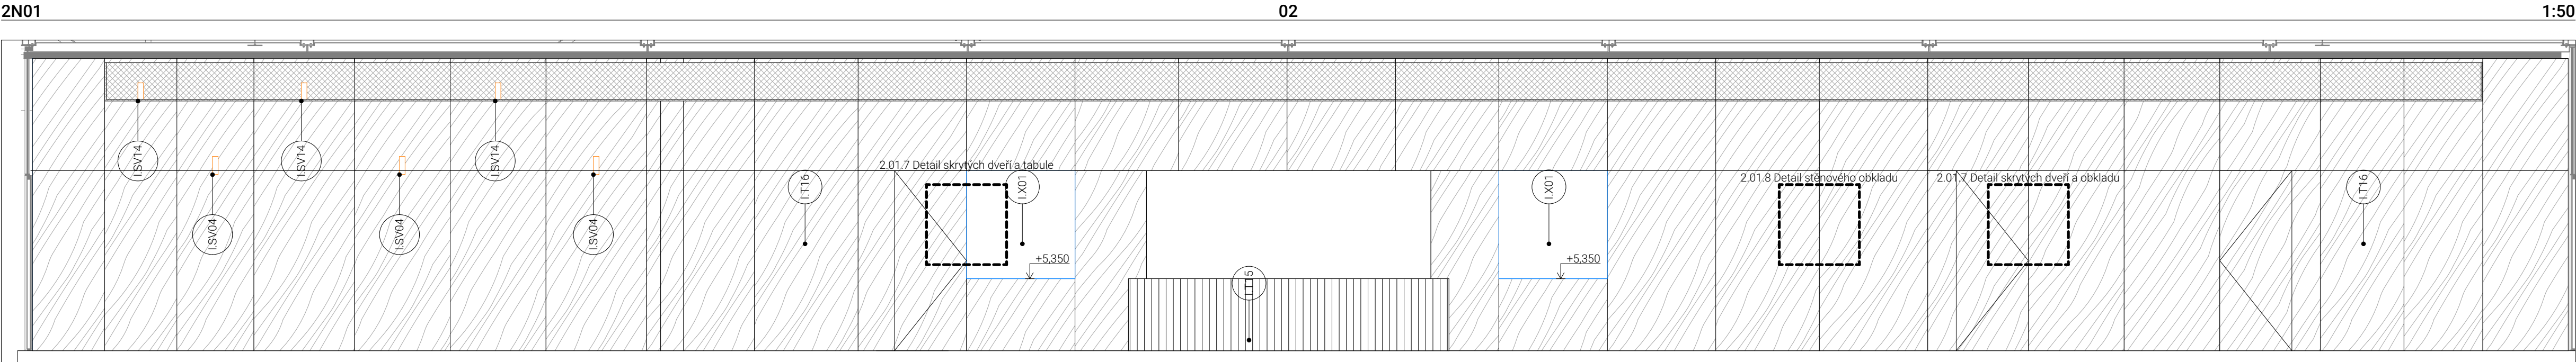 2N01 02 1:50
I.SV14 I.SV14 I.SV14
2.01.7 Detail skrytých dveří a tabule
I.T16 I.X01 I.X01 2.01.8 Detail stěnového obkladu 2.01.7 Detail skrytých dveří a obkladu I.T16
I.SV04 I.SV04 I.SV04
+5,350 +5,350
I.T15